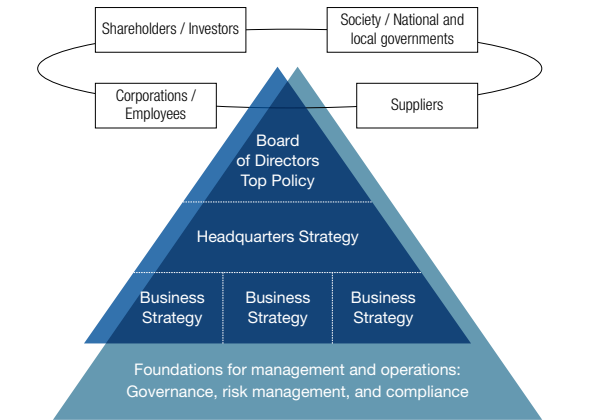 Shareholders / Investors
Society / National and
local governments
Corporations /
Employees
Suppliers
Board
of Directors
Top Policy
Headquarters Strategy
Business
Strategy
Business
Strategy
Business
Strategy
Foundations for management and operations:
Governance, risk management, and compliance